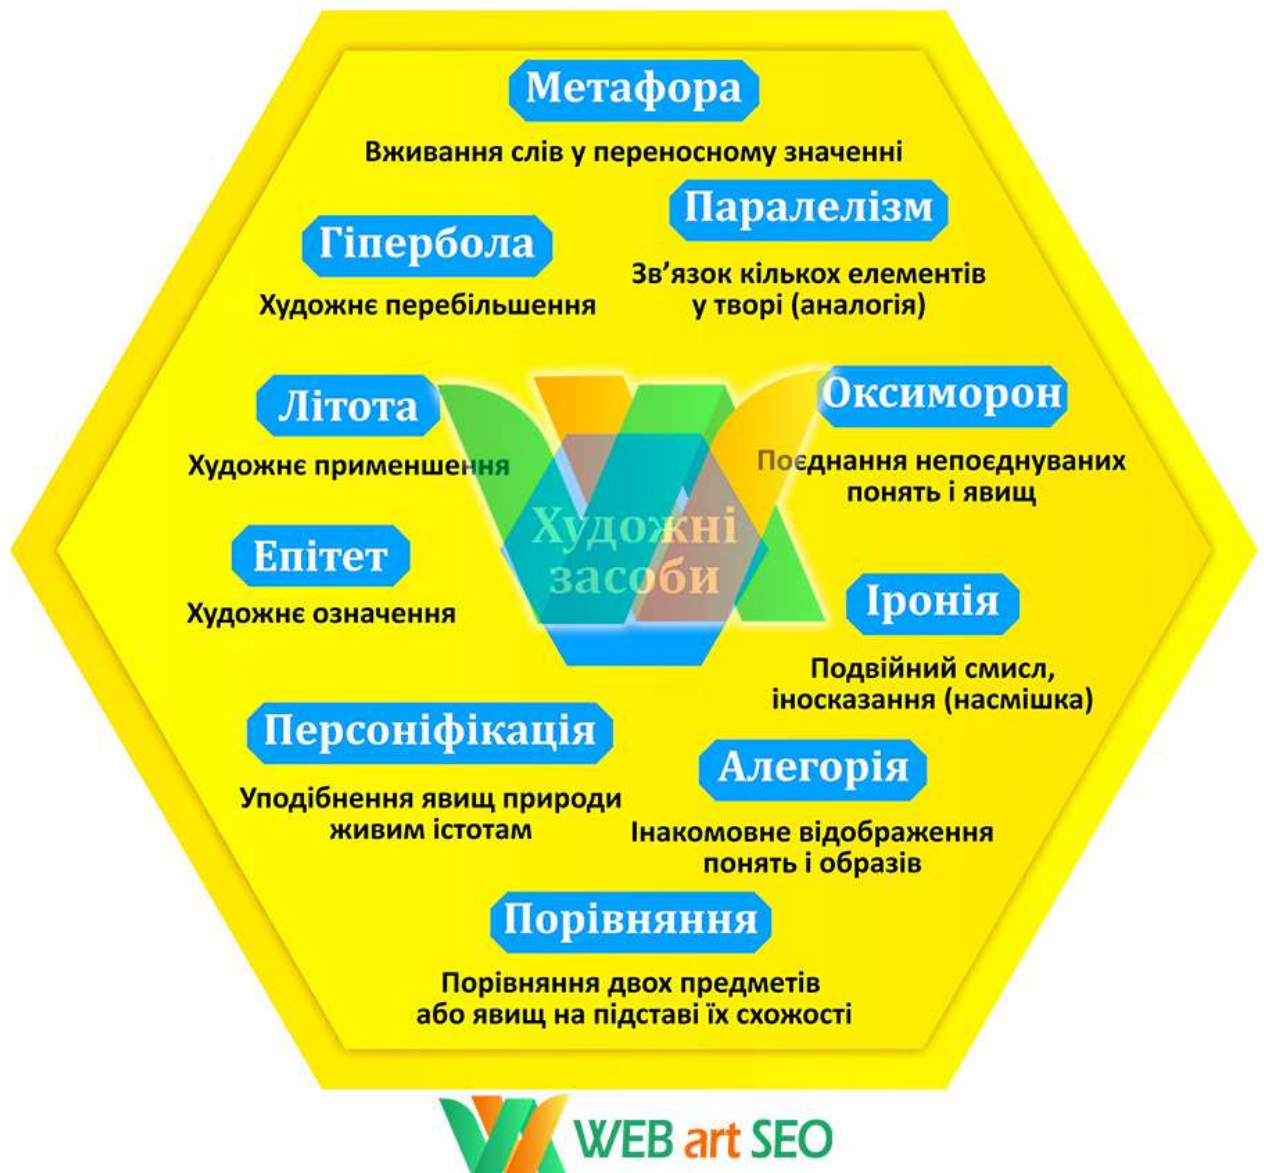 Метафора
Вживання слів у переносному значенні
Паралелізм
Зв’язок кількох елементів
у творі (аналогія)
Гіпербола
Художнє перебільшення
Літота
Художнє применшення
Оксиморон
Поєднання непоєднуваних
понять і явищ
Художні
засоби
Епітет
Художнє означення
Іронія
Подвійний смисл,
іносказання (насмішка)
Персоніфікація
Уподібнення явищ природи
живим істотам
Алегорія
Інакомовне відображення
понять і образів
Порівняння
Порівняння двох предметів
або явищ на підставі їх схожості
WEB art SEO